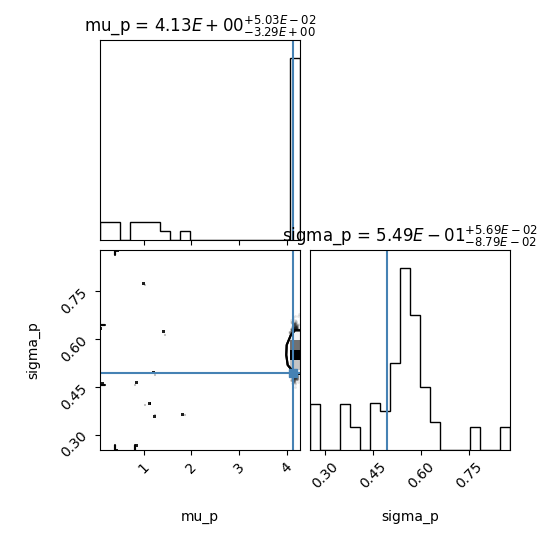 mu_p = 4.13E + 00+5.03E − 02 −3.29E + 00
sigma_p = 5.49E − 01+5.69E − 02 −8.79E − 02
0.75
0.60
0.45
0.30
sigma_p
1 2 3 4
0.30 0.45 0.60 0.75
mu_p
sigma_p